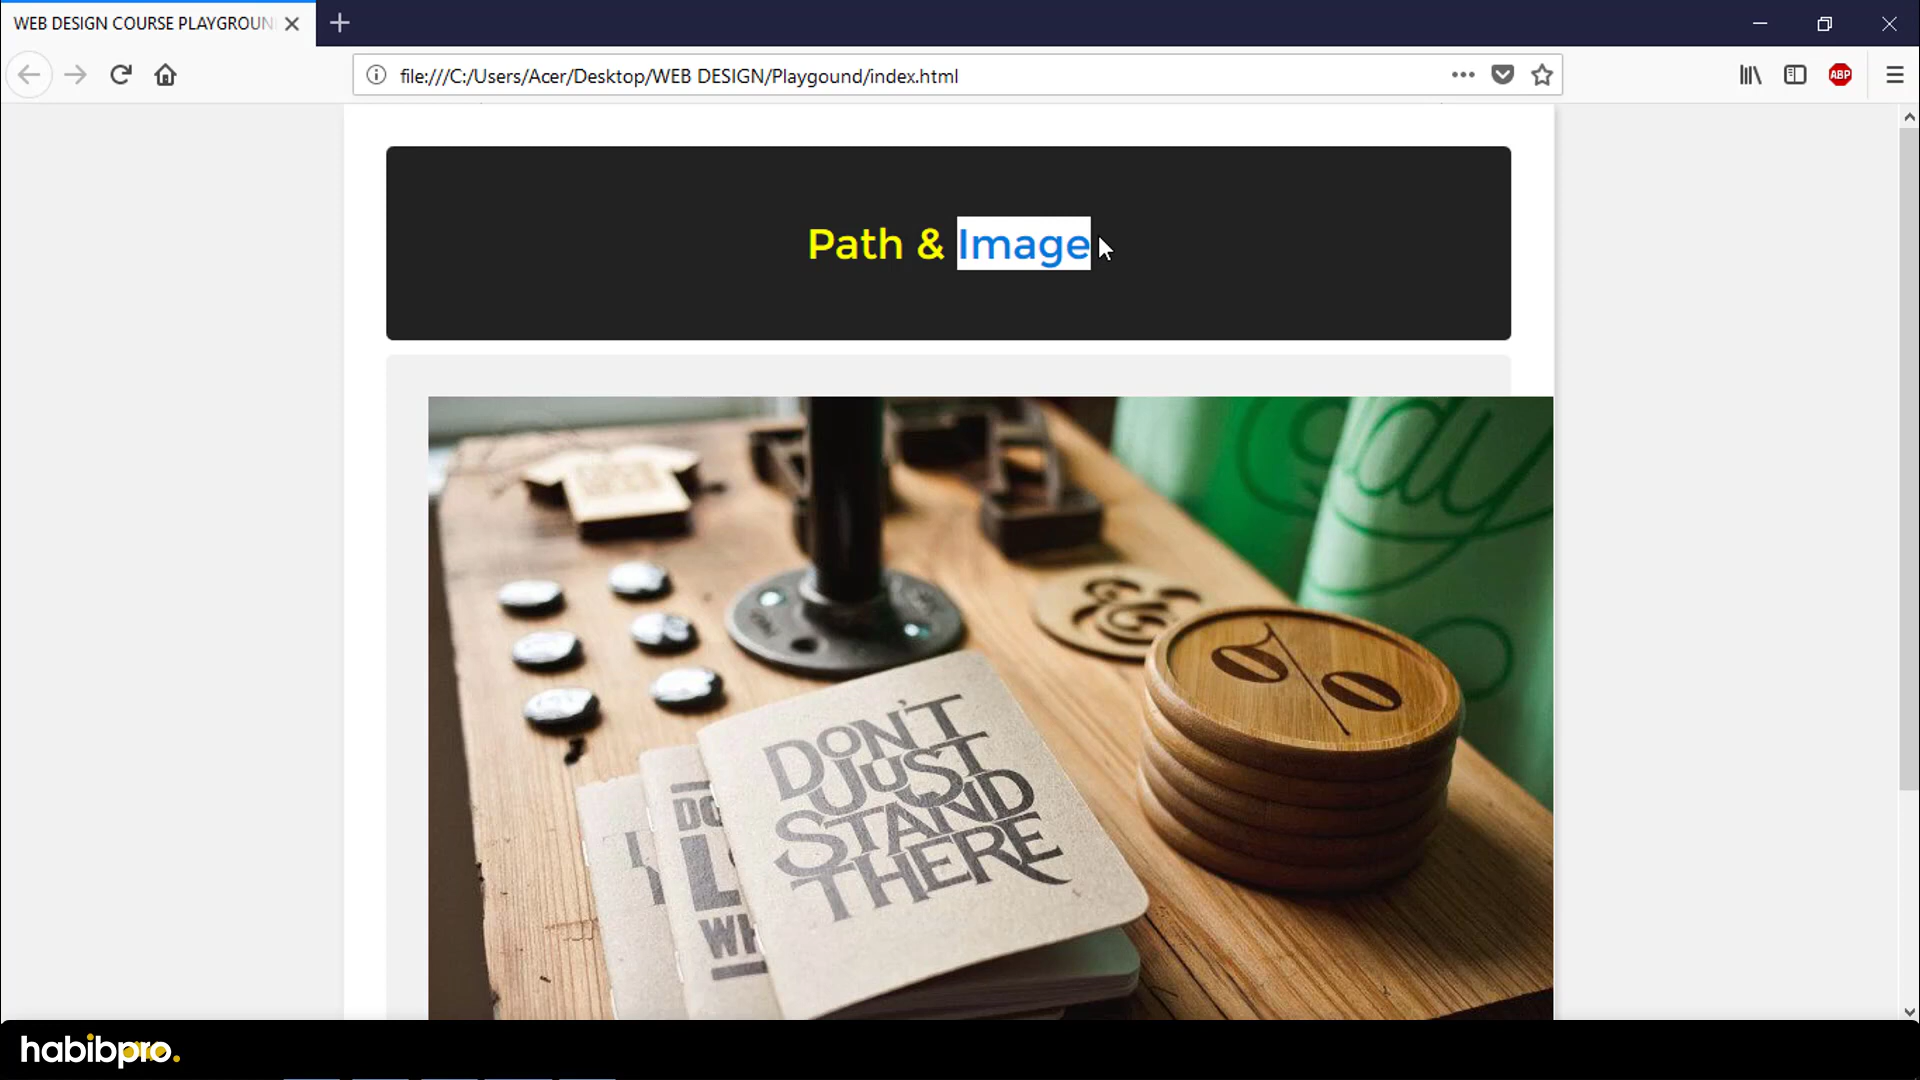 WEB DESIGN COURSE PLAYGROUN
file:///C:/Users/Acer/Desktop/WEB DESIGN/Playgound/index.html
ABP
Path & Image
DON'T
JUST
STAND
THERE
%
habibpro.